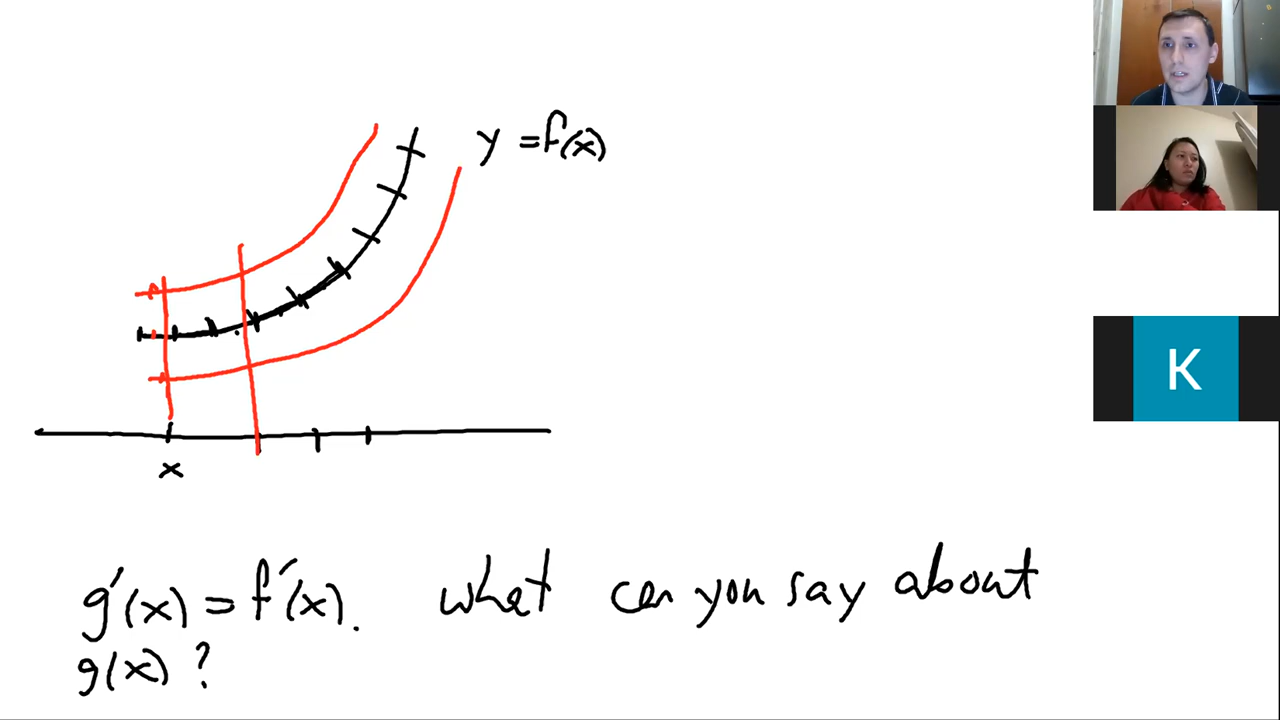 y = f(x)
K
x
g'(x) = f'(x). what can you say about
g(x) ?